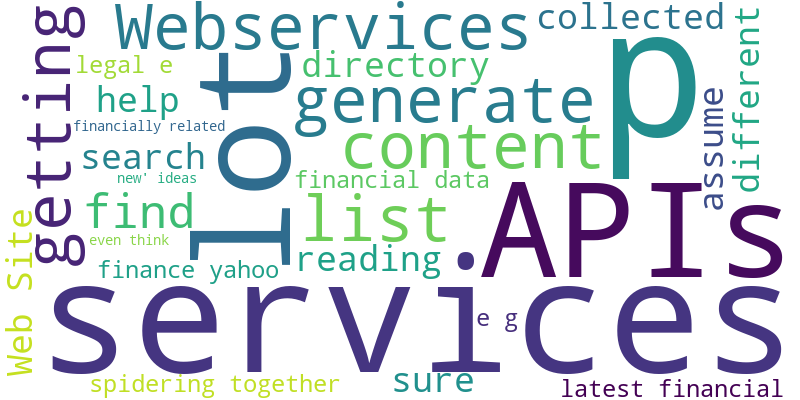 Webservices
collected
p
getting
legal e
lot
directory
different
help
generate
assume
financially related
search
content
new' ideas
financial data
find
list
APIs
Web Site
even think
reading
finance yahoo
services
e g
spidering together
sure
latest financial